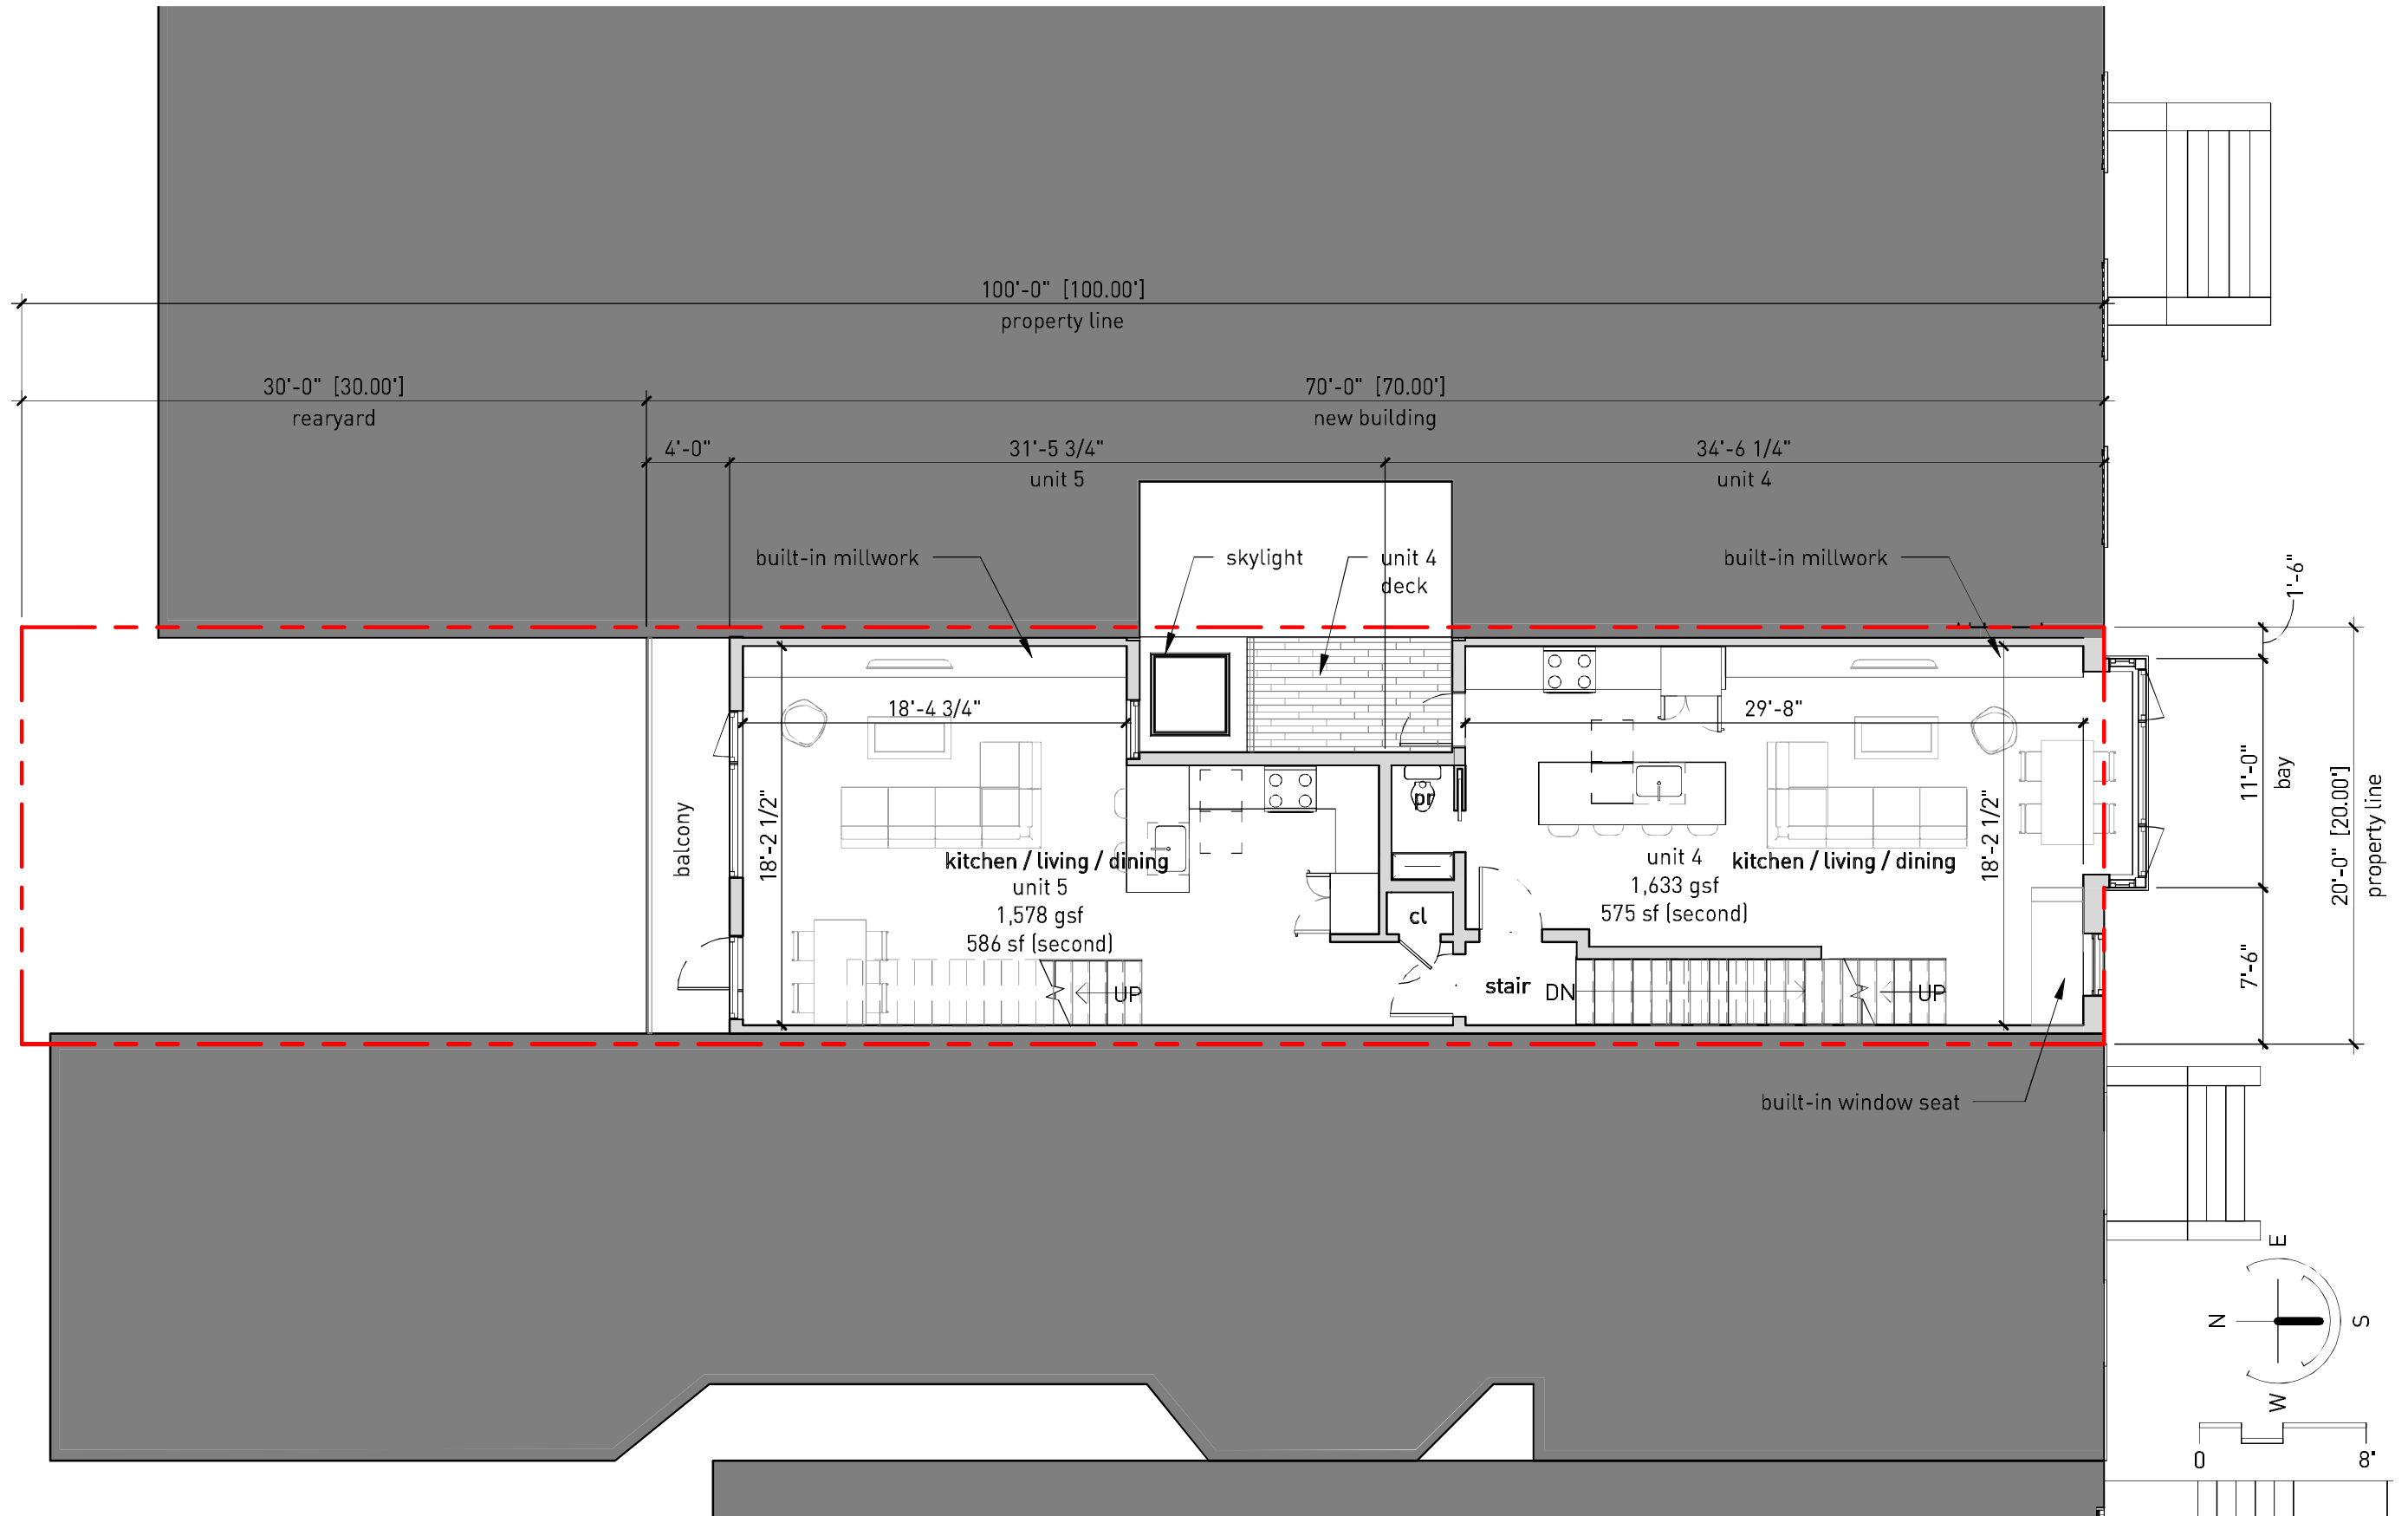 100'-0" [100.00']
property line
30'-0" [30.00']
rearyard
70'-0" [70.00']
new building
4'-0"
31'-5 3/4"
unit 5
34'-6 1/4"
unit 4
built-in millwork
skylight
unit 4
deck
built-in millwork
1'-6"
18'-4 3/4"
29'-8"
11'-0"
bay
20'-0" [20.00']
property line
7'-6"
balcony
18'-2 1/2"
kitchen / living / dining
unit 5
1,578 gsf
586 sf (second)
UP
pr
cl
unit 4
1,633 gsf
575 sf (second)
kitchen / living / dining
18'-2 1/2"
stair
DN
UP
built-in window seat
E
N
S
W
0
8'